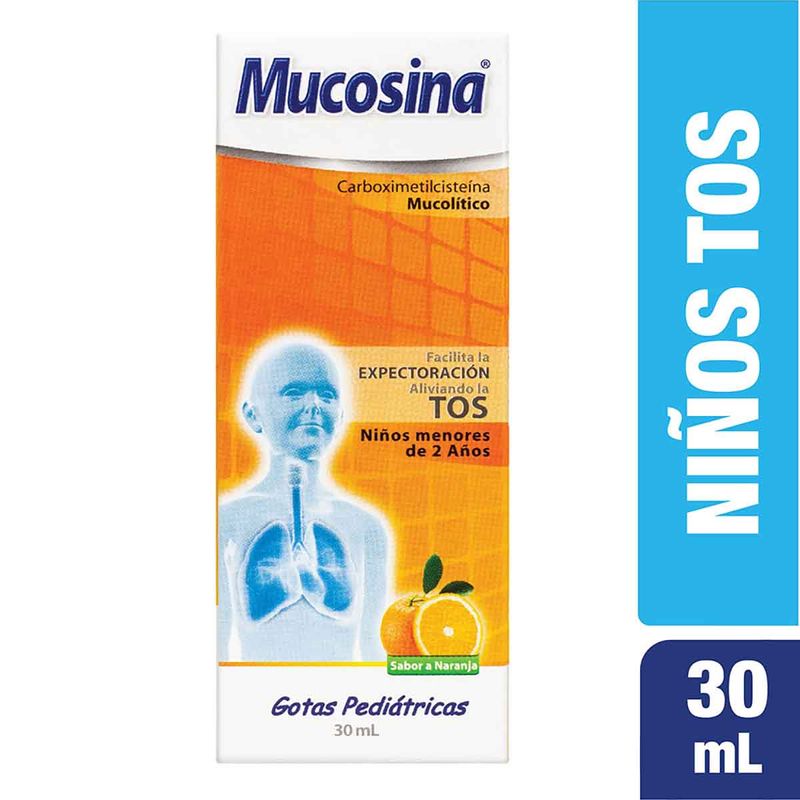 Mucosina®
Carboximetilcisteína
Mucolítico
Facilita la
EXPECTORACIÓN
Aliviando la
TOS
Niños menores
de 2 Años
Sabor a Naranja
Gotas Pediátricas
30 mL
NIÑOS TOS
30
mL